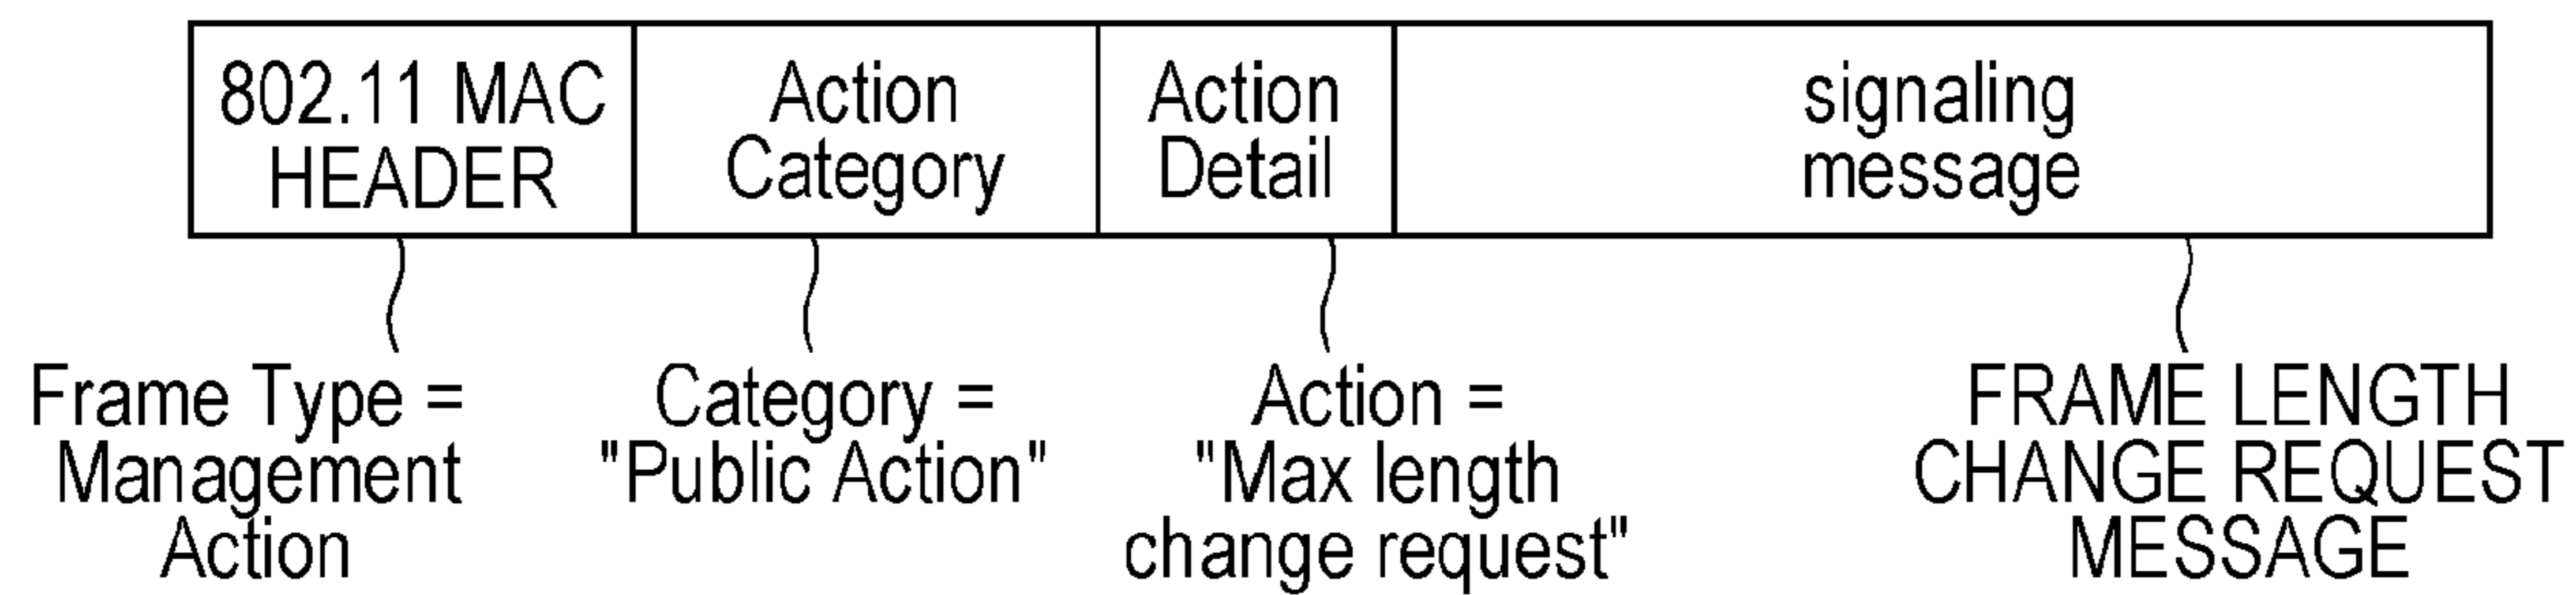 802.11 MAC
HEADER
Action
Category
Action
Detail
signaling
message
Frame Type =
Management
Action
Category =
"Public Action"
Action =
"Max length
change request"
FRAME LENGTH
CHANGE REQUEST
MESSAGE